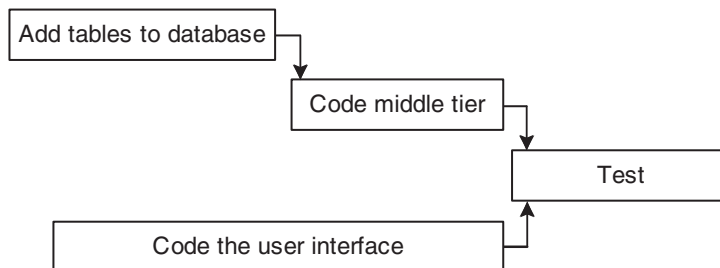 Add tables to database
Code middle tier
Test
Code the user interface